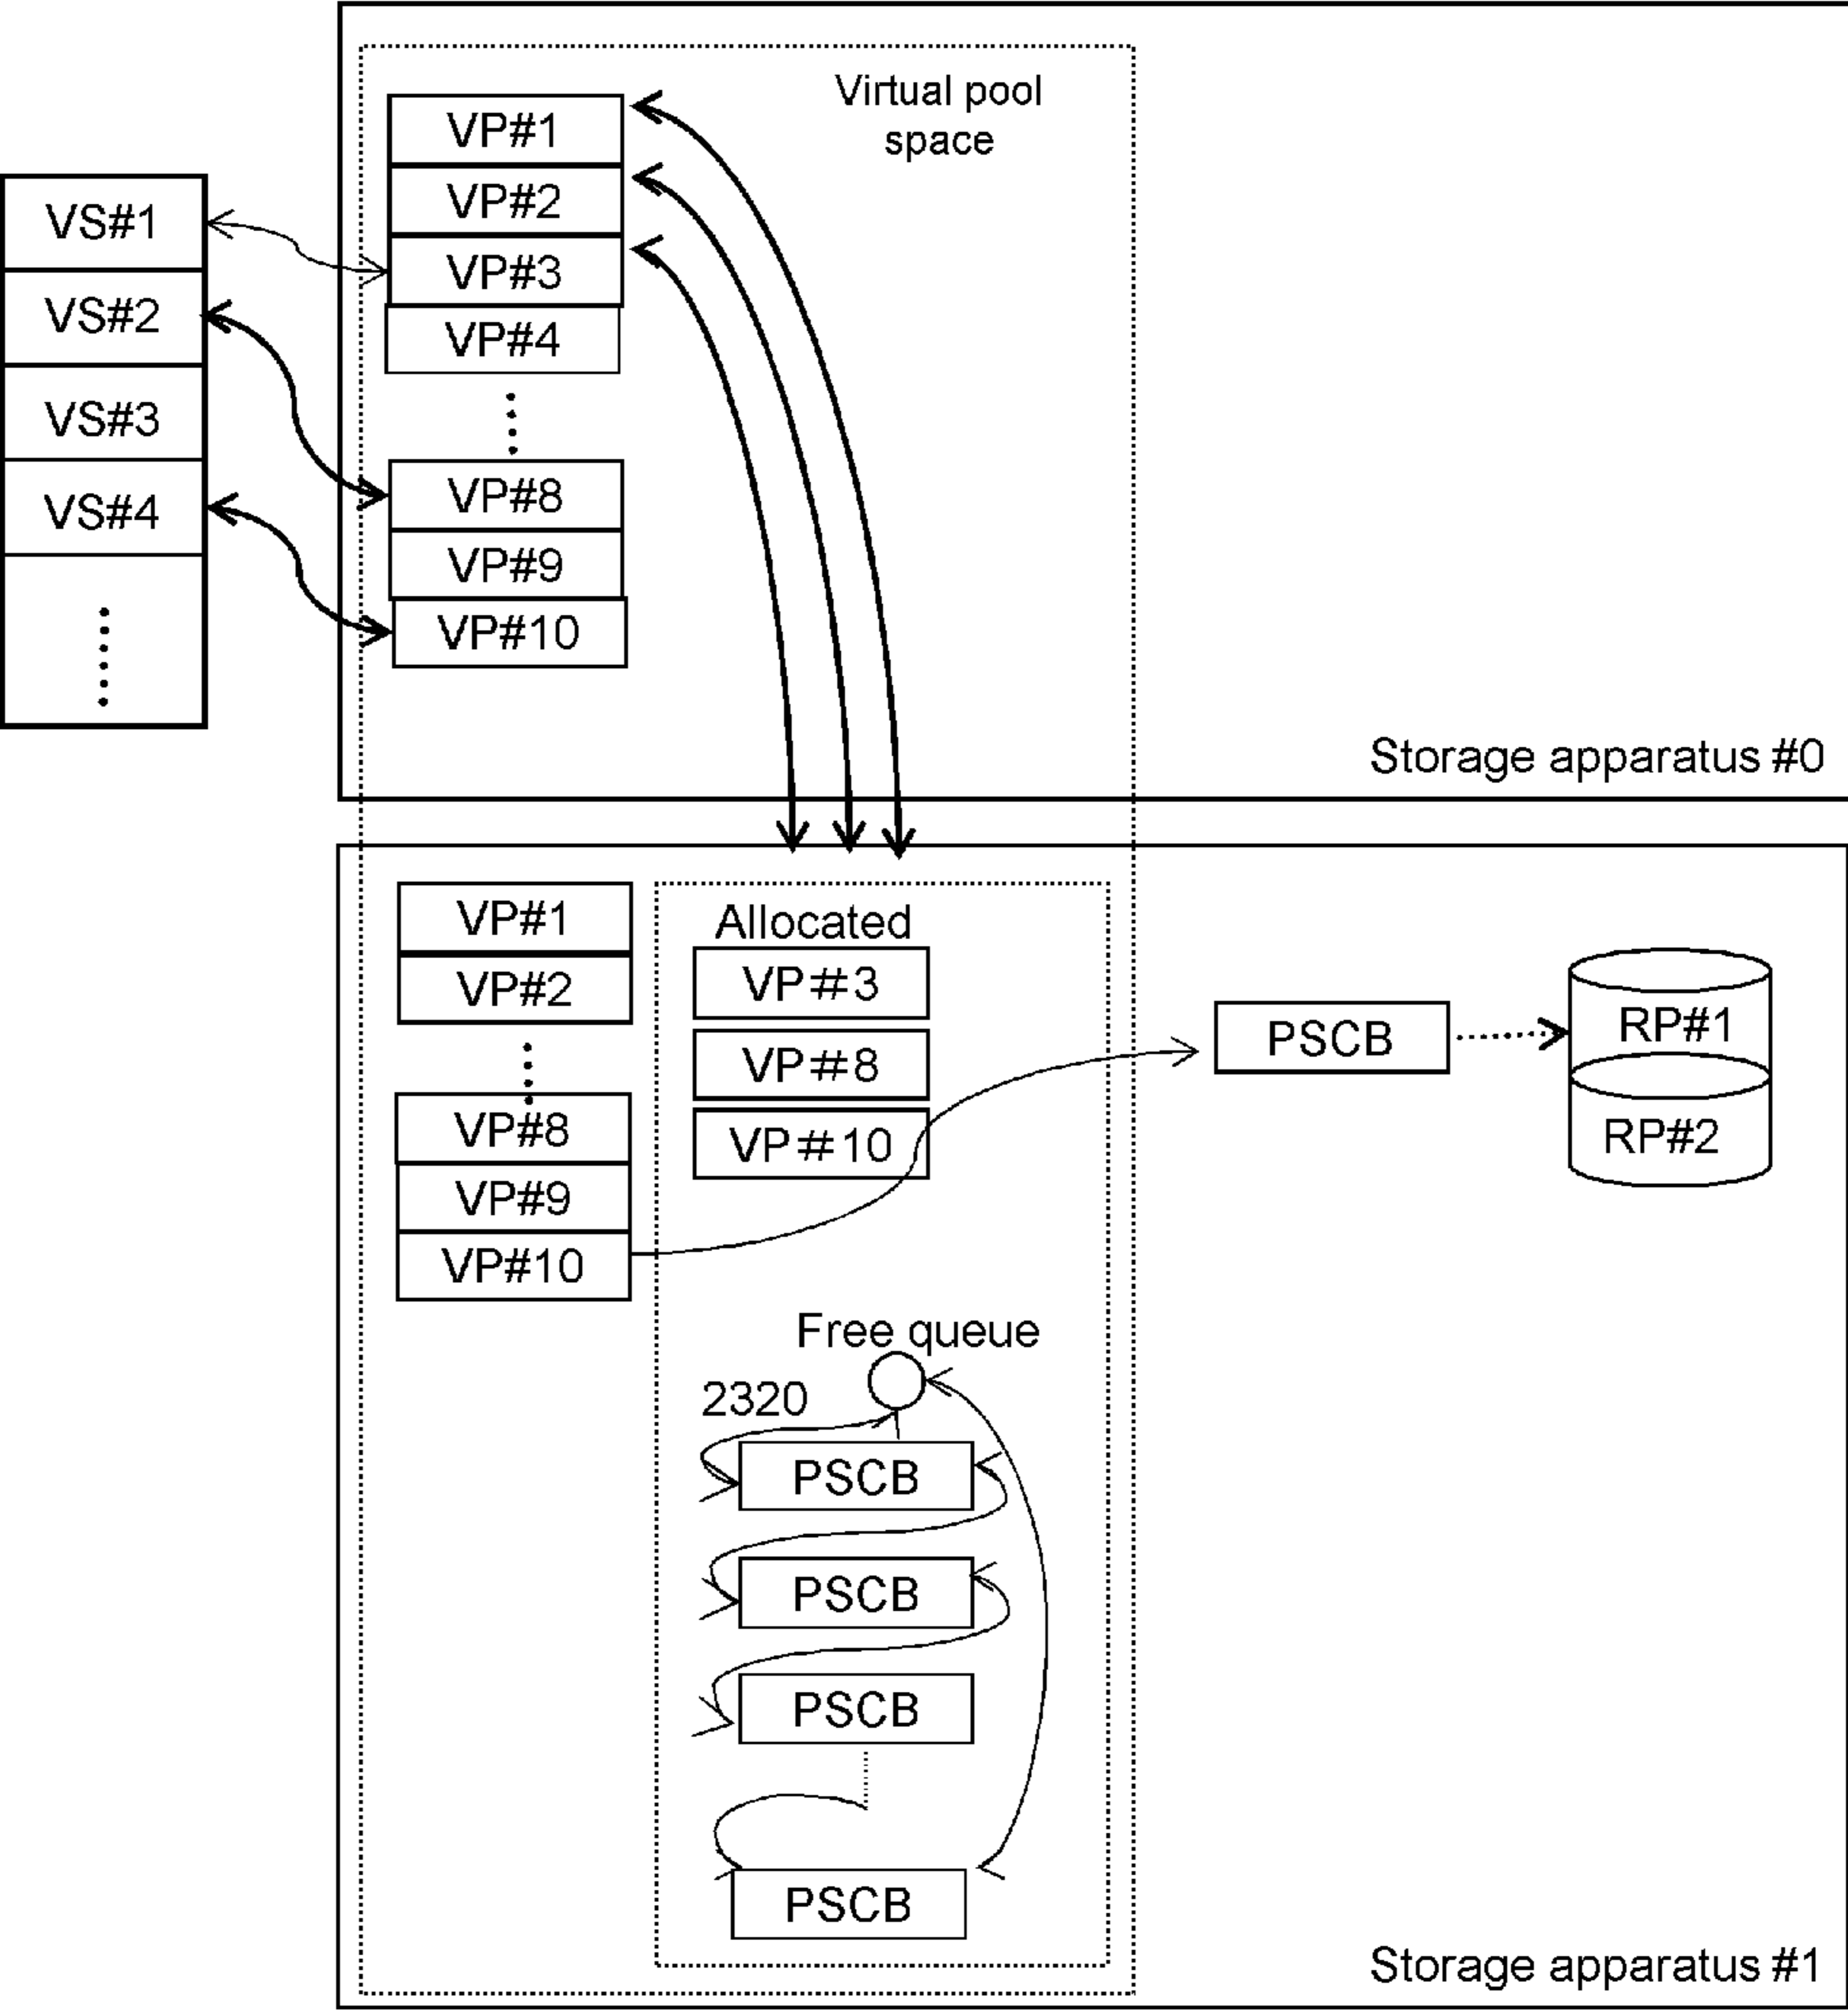 Virtual pool
space
VP#1
VP#2
VP#3
VP#4
VP#8
VP#9
VP#10
VS#1
VS#2
VS#3
VS#4
Storage apparatus #0
VP#1
VP#2
VP#8
VP#9
VP#10
Allocated
VP#3
VP#8
VP#10
PSCB
RP#1
RP#2
Free queue
2320
PSCB
PSCB
PSCB
PSCB
Storage apparatus #1